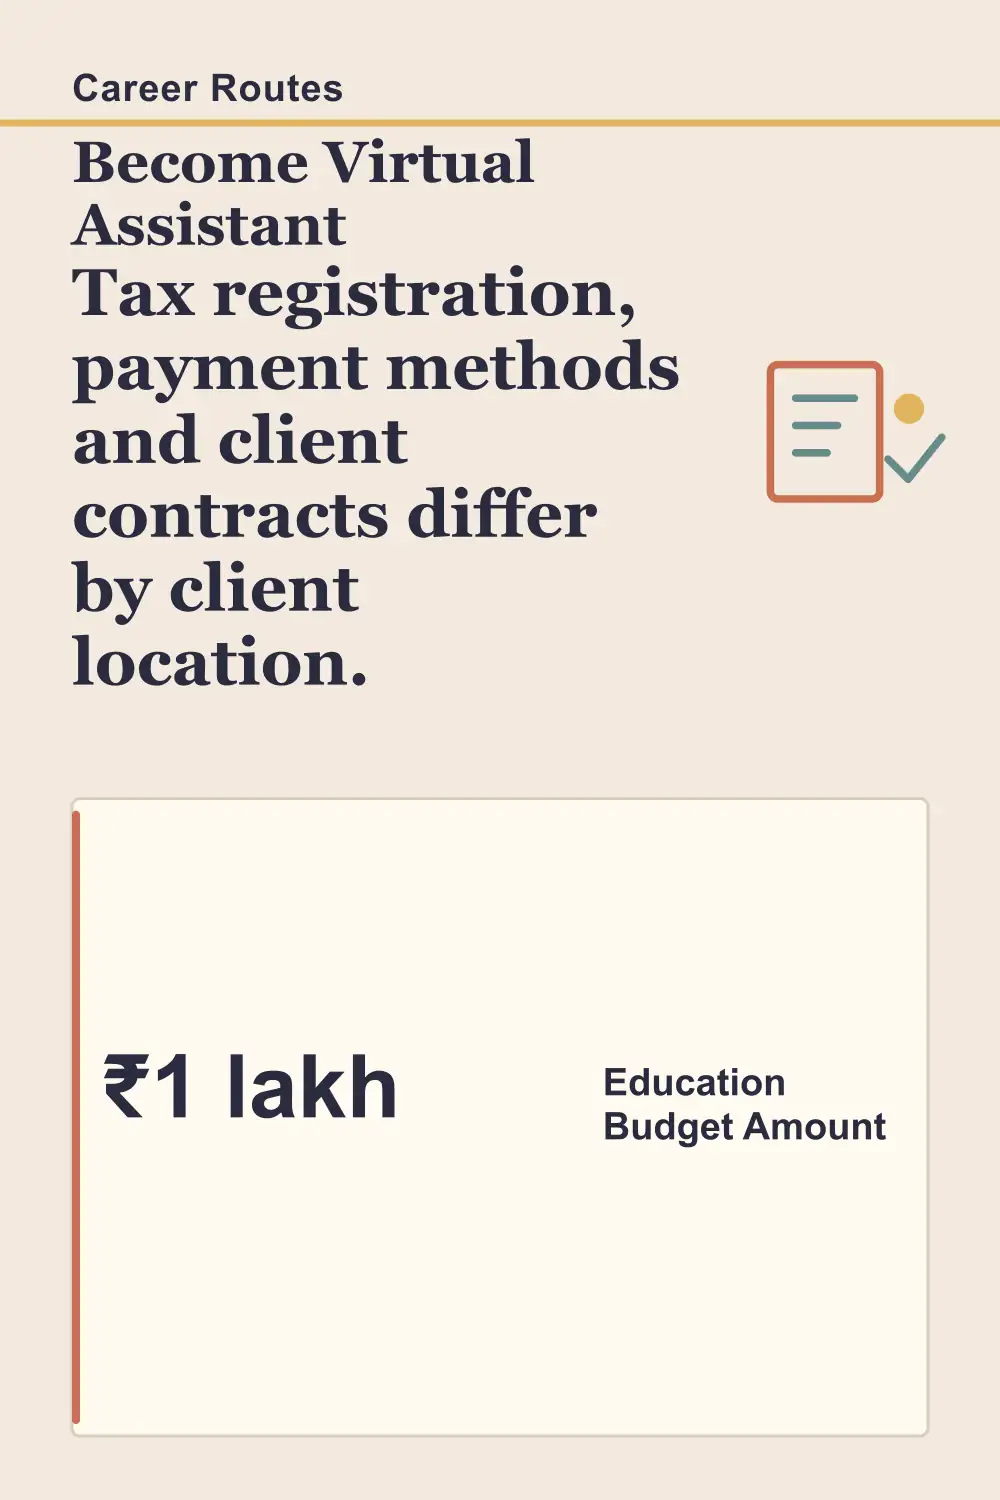 Career Routes
Become Virtual
Assistant
Tax registration,
payment methods
and client
contracts differ
by client
location.
₹1 lakh
Education
Budget Amount